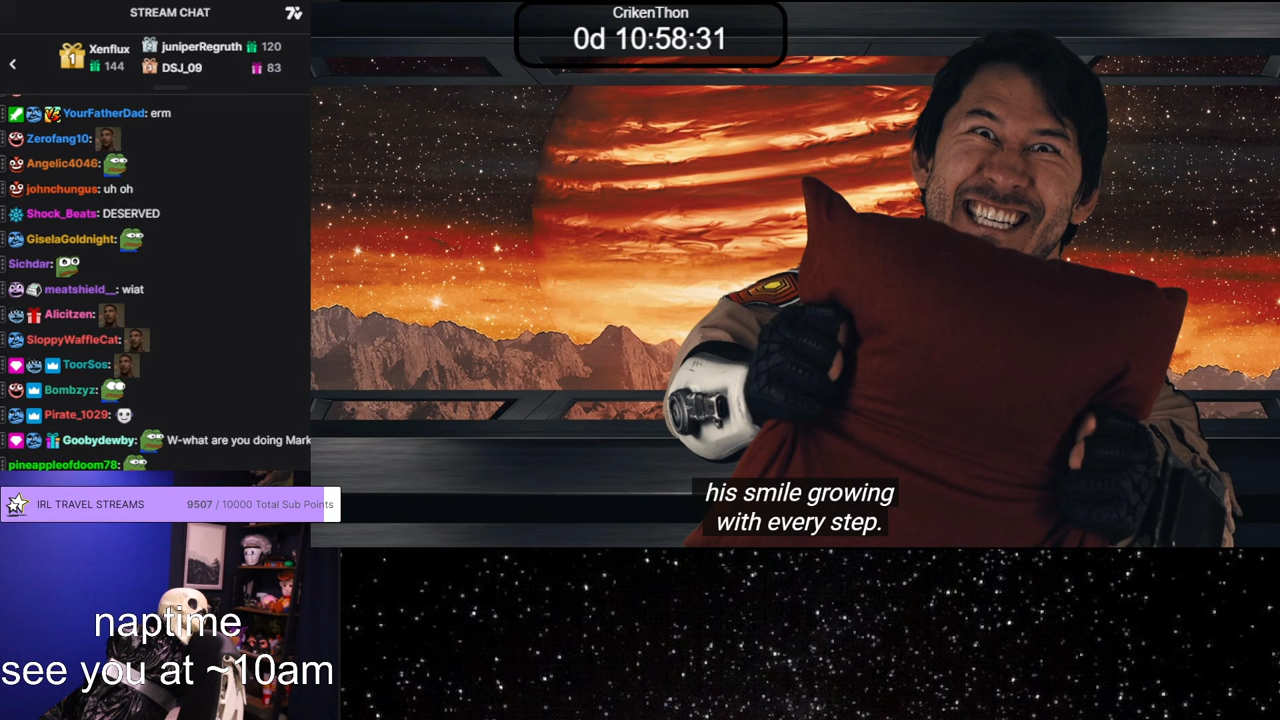 STREAM CHAT
Xenflux
144
juniperRegruth 120
DSJ_09 83
YourFatherDad: erm
Zerofang10:
Angelic4046:
johnchungus: uh oh
Shock_Beats: DESERVED
GiselaGoldnight:
Sichdar:
meatshield__: wiat
Alicitzen:
SloppyWaffleCat:
ToorSos:
Bombzyz:
Pirate_1029:
Goobydewby: W-what are you doing Mark
pineappleofdoom78:
IRL TRAVEL STREAMS 9507 / 10000 Total Sub Points
naptime
see you at ~10am
CrikenThon
0d 10:58:31
his smile growing
with every step.